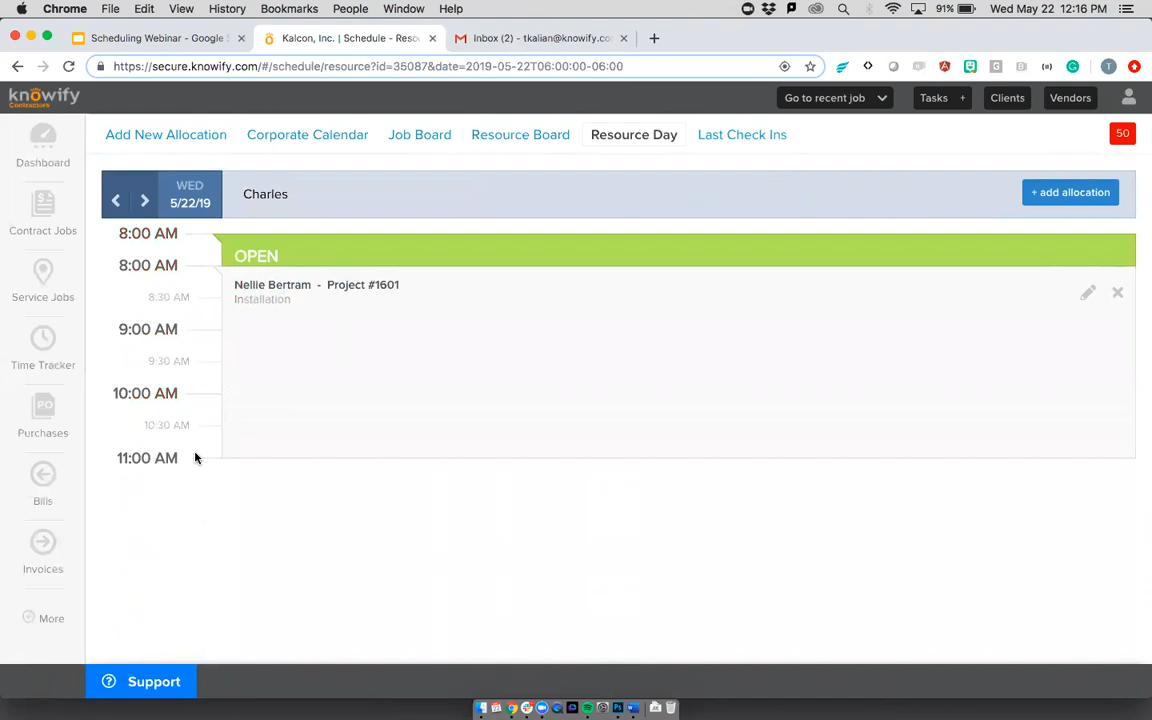 Chrome File Edit View History Bookmarks People Window Help 91% Wed May 22 12:16 PM
Scheduling Webinar - Google S Kalcon, Inc. | Schedule - Reso Inbox (2) - tkalian@knowify.co
https://secure.knowify.com/#/schedule/resource?id=35087&date=2019-05-22T06:00:00-06:00 T
knowify Contractors Go to recent job Tasks + Clients Vendors
Add New Allocation Corporate Calendar Job Board Resource Board Resource Day Last Check Ins 50
Dashboard
Contract Jobs
Service Jobs
Time Tracker
PO
Purchases
Bills
Invoices
More
WED
5/22/19
Charles
+ add allocation
8:00 AM
OPEN
8:00 AM
Nellie Bertram - Project #1601
Installation
8:30 AM
9:00 AM
9:30 AM
10:00 AM
10:30 AM
11:00 AM
Support